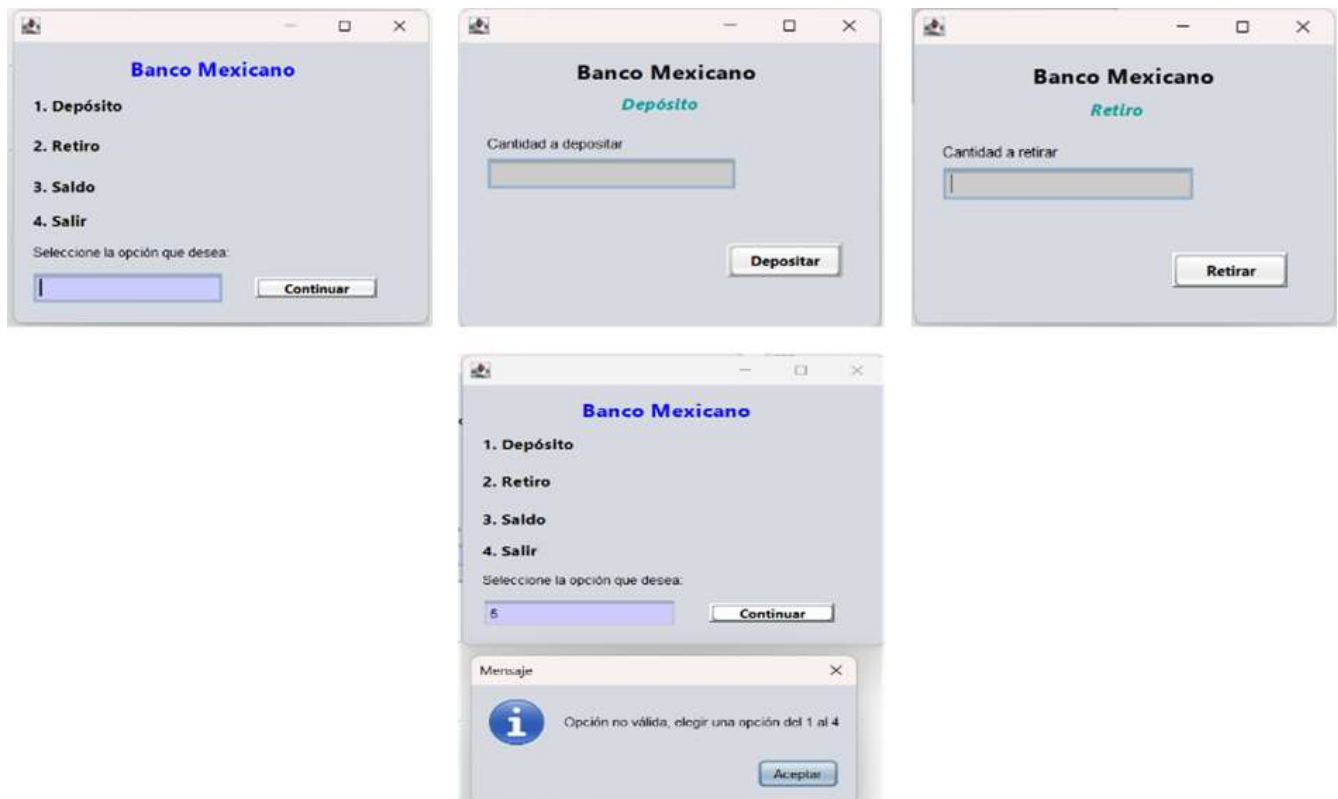 Banco Mexicano
1. Depósito
2. Retiro
3. Saldo
4. Salir
Seleccione la opción que desea:
Continuar
Banco Mexicano
Depósito
Cantidad a depositar
Depositar
Banco Mexicano
Retiro
Cantidad a retirar
Retirar
Banco Mexicano
1. Depósito
2. Retiro
3. Saldo
4. Salir
Seleccione la opción que desea:
5
Continuar
Mensaje
Opción no válida, elegir una opción del 1 al 4
Aceptar